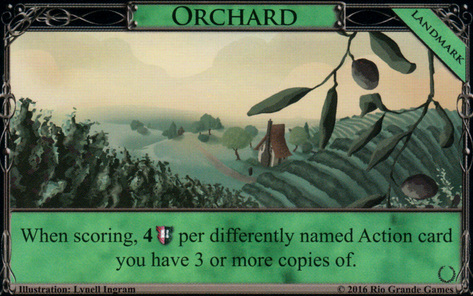 ORCHARD
LANDMARK
When scoring, 4 per differently named Action card
you have 3 or more copies of.
Illustration: Lynell Ingram
© 2016 Rio Grande Games